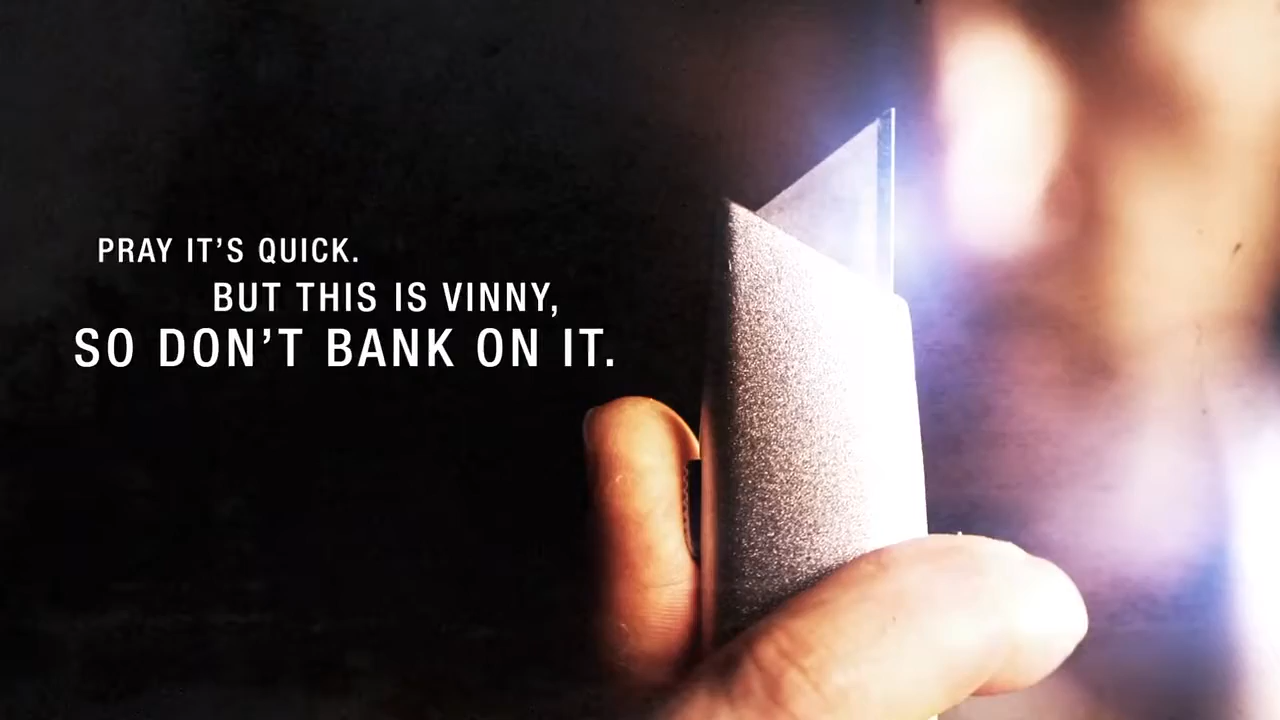 PRAY IT’S QUICK.
BUT THIS IS VINNY,
SO DON’T BANK ON IT.